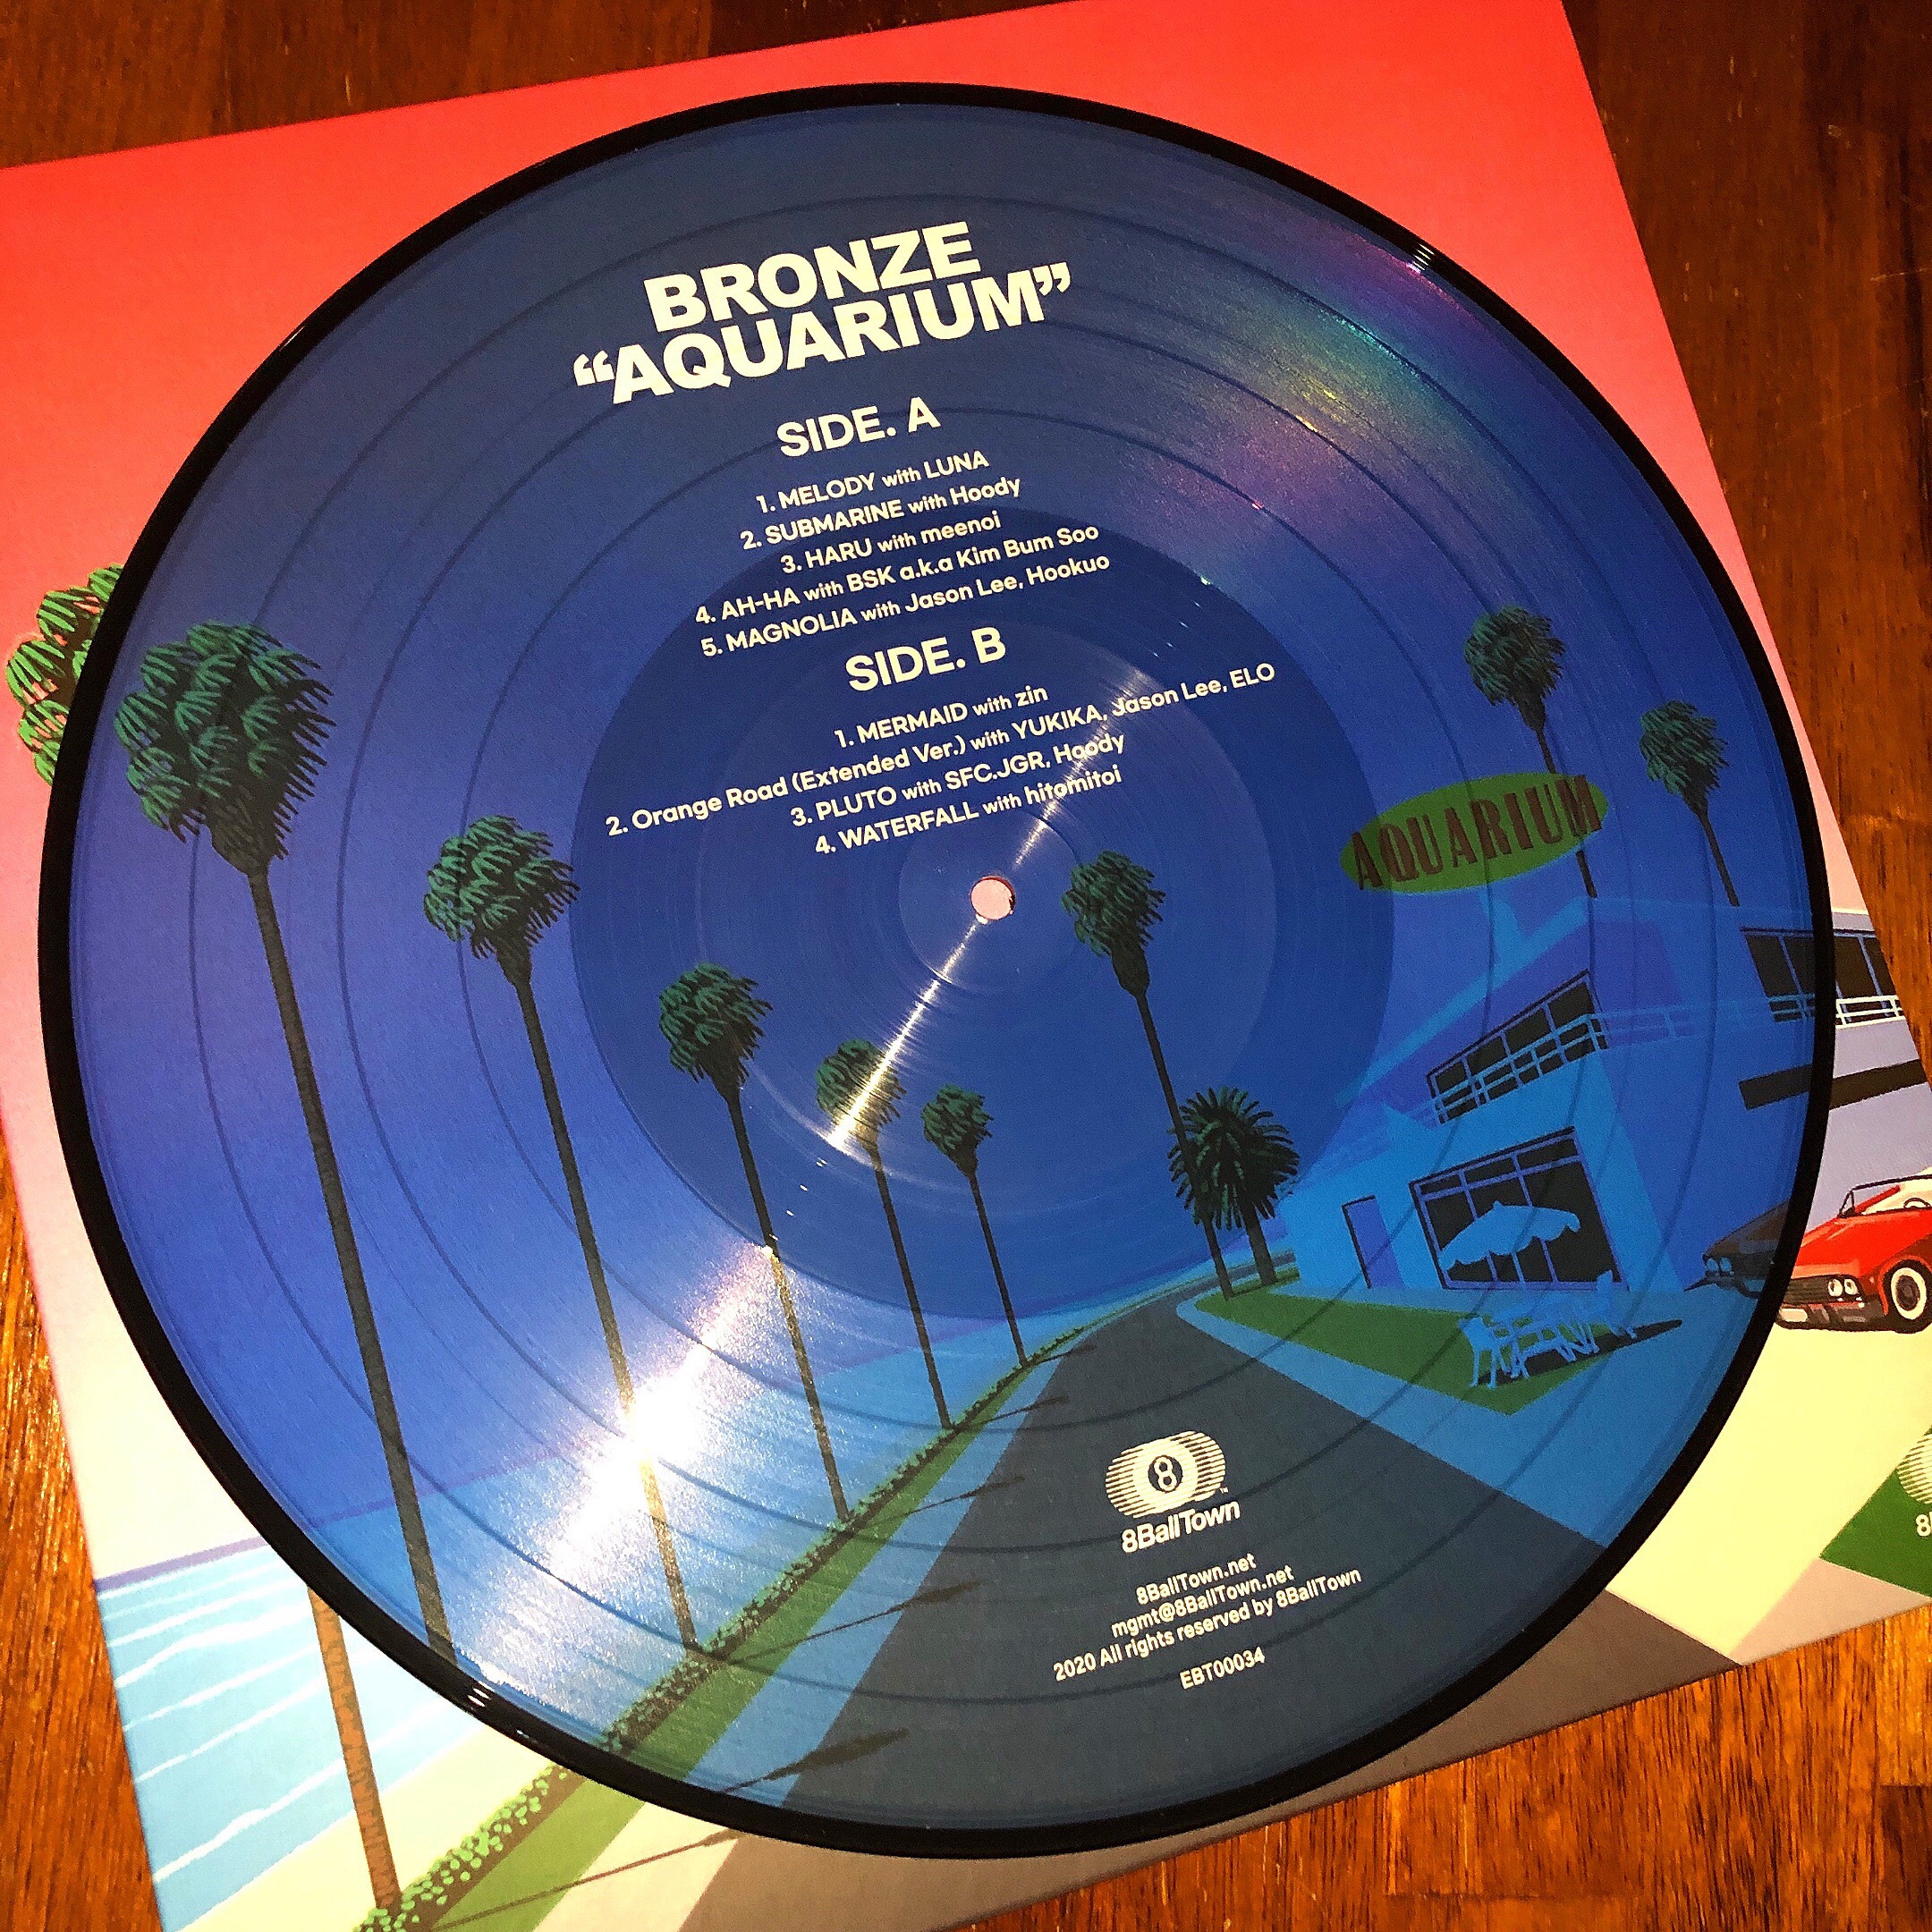 BRONZE
“AQUARIUM”
SIDE. A
1. MELODY with LUNA
2. SUBMARINE with Hoody
3. HARU with meenoi
4. AH-HA with BSK a.k.a Kim Bum Soo
5. MAGNOLIA with Jason Lee, Hookuo
SIDE. B
1. MERMAID with zin
2. Orange Road (Extended Ver.) with YUKIKA, Jason Lee, ELO
3. PLUTO with SFC.JGR, Hoody
4. WATERFALL with hitomitoi
AQUARIUM
8
™
8BallTown
8BallTown.net
mgmt@8BallTown.net
2020 All rights reserved by 8BallTown
EBT00034